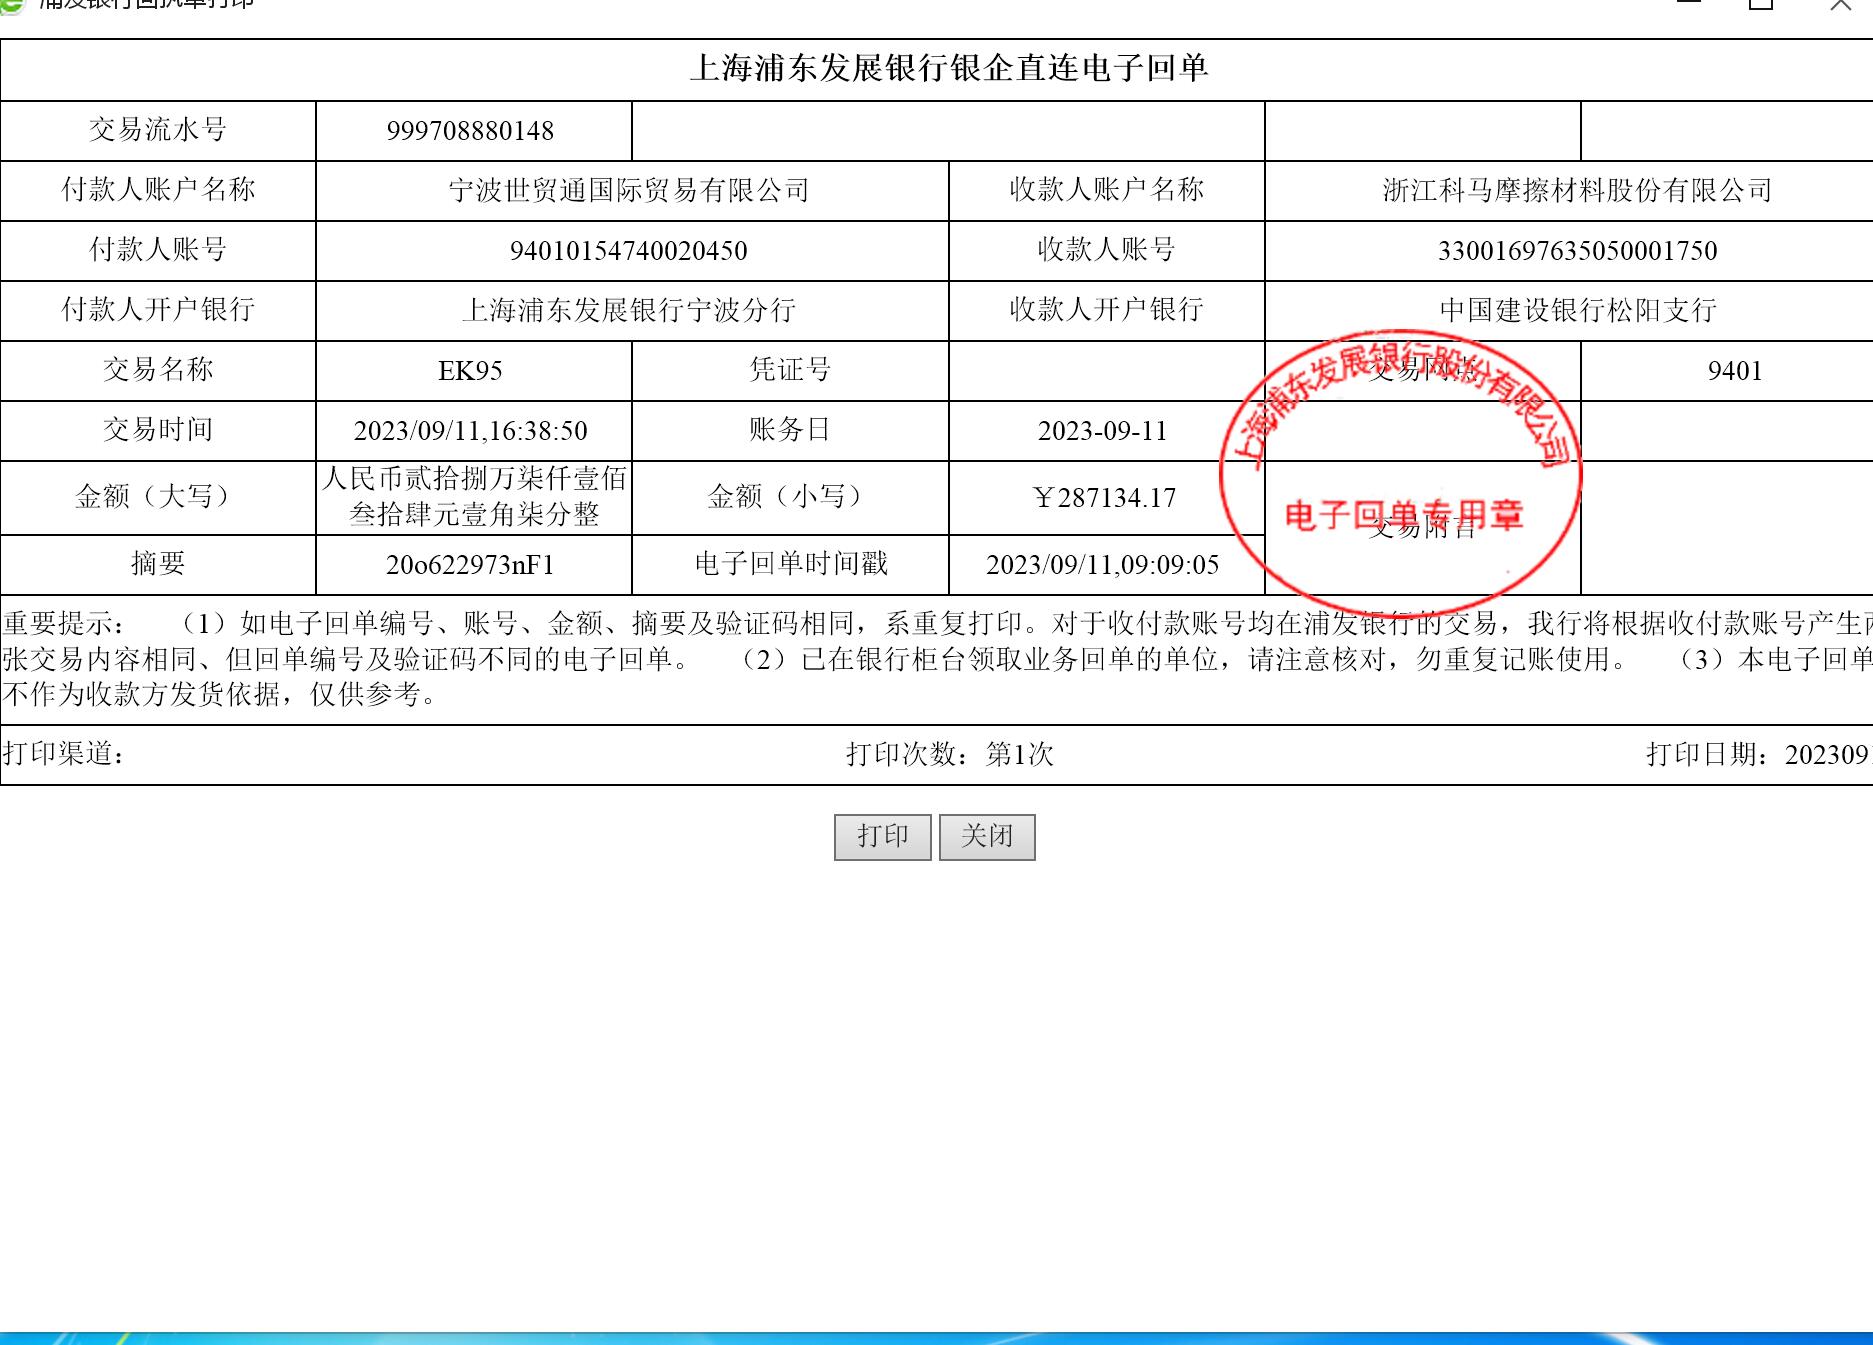 浦发银行回执单打印
上海浦东发展银行银企直连电子回单
交易流水号 999708880148
付款人账户名称 宁波世贸通国际贸易有限公司 收款人账户名称 浙江科马摩擦材料股份有限公司
付款人账号 94010154740020450 收款人账号 33001697635050001750
付款人开户银行 上海浦东发展银行宁波分行 收款人开户银行 中国建设银行松阳支行
交易名称 EK95 凭证号 交易网点 9401
交易时间 2023/09/11,16:38:50 账务日 2023-09-11
金额（大写） 人民币贰拾捌万柒仟壹佰
叁拾肆元壹角柒分整 金额（小写） ￥287134.17
交易附言
摘要 20o622973nF1 电子回单时间戳 2023/09/11,09:09:05
上海浦东发展银行股份有限公司
电子回单专用章
重要提示： （1）如电子回单编号、账号、金额、摘要及验证码相同，系重复打印。对于收付款账号均在浦发银行的交易，我行将根据收付款账号产生
张交易内容相同、但回单编号及验证码不同的电子回单。 （2）已在银行柜台领取业务回单的单位，请注意核对，勿重复记账使用。 （3）本电子回单
不作为收款方发货依据，仅供参考。
打印渠道： 打印次数：第1次 打印日期：202309
打印 关闭